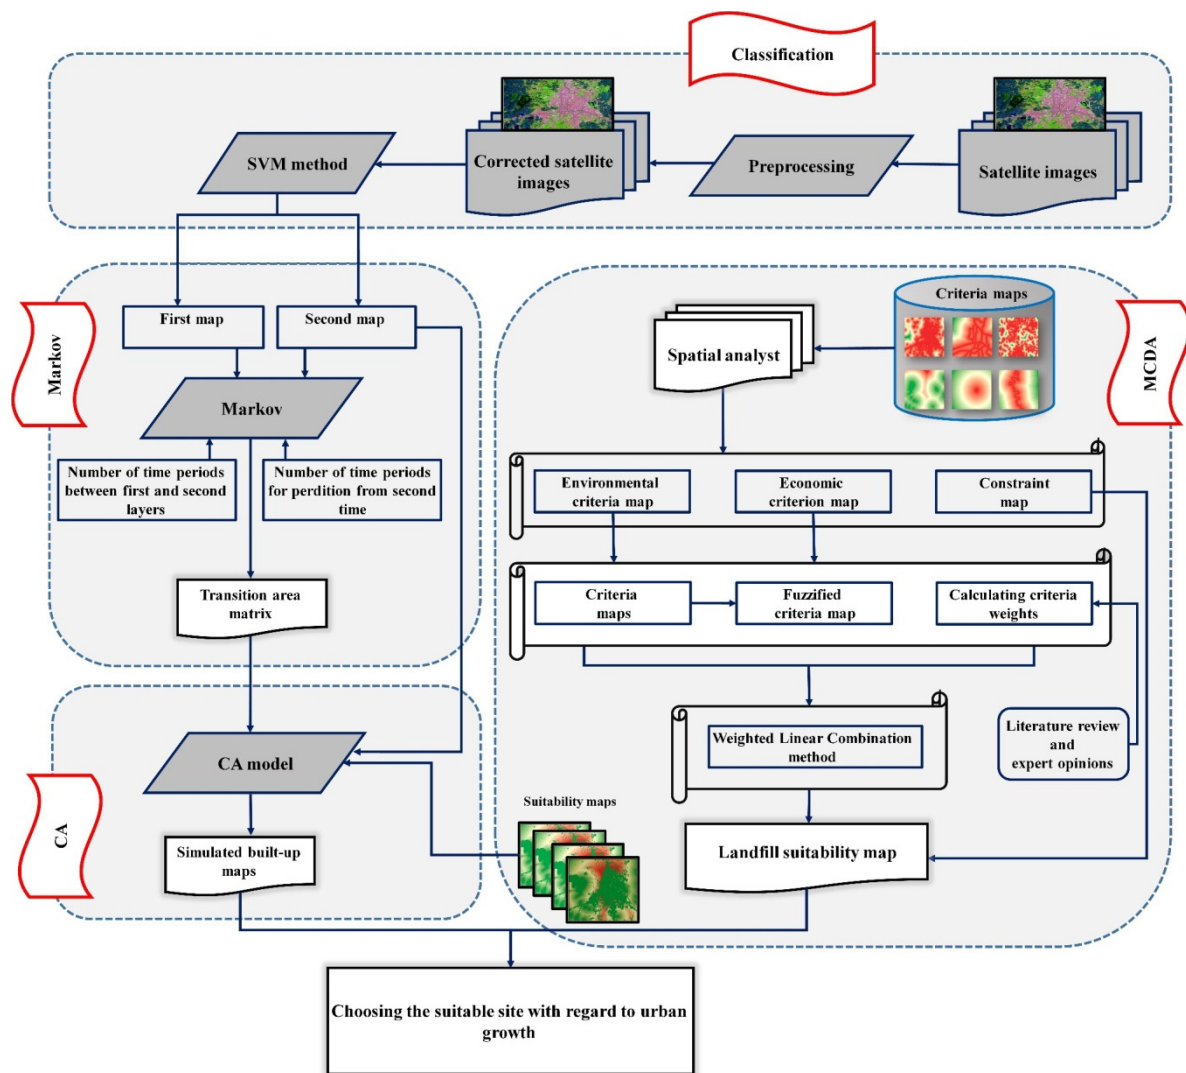 Classification
SVM method
Corrected satellite
images
Preprocessing
Satellite images
Markov
First map
Second map
Markov
Number of time periods
between first and second
layers
Number of time periods
for perdition from second
time
Transition area
matrix
CA
CA model
Simulated built-up
maps
Suitability maps
MCDA
Criteria maps
Spatial analyst
Environmental
criteria map
Economic
criterion map
Constraint
map
Criteria
maps
Fuzzified
criteria map
Calculating criteria
weights
Weighted Linear Combination
method
Literature review
and
expert opinions
Landfill suitability map
Choosing the suitable site with regard to urban
growth